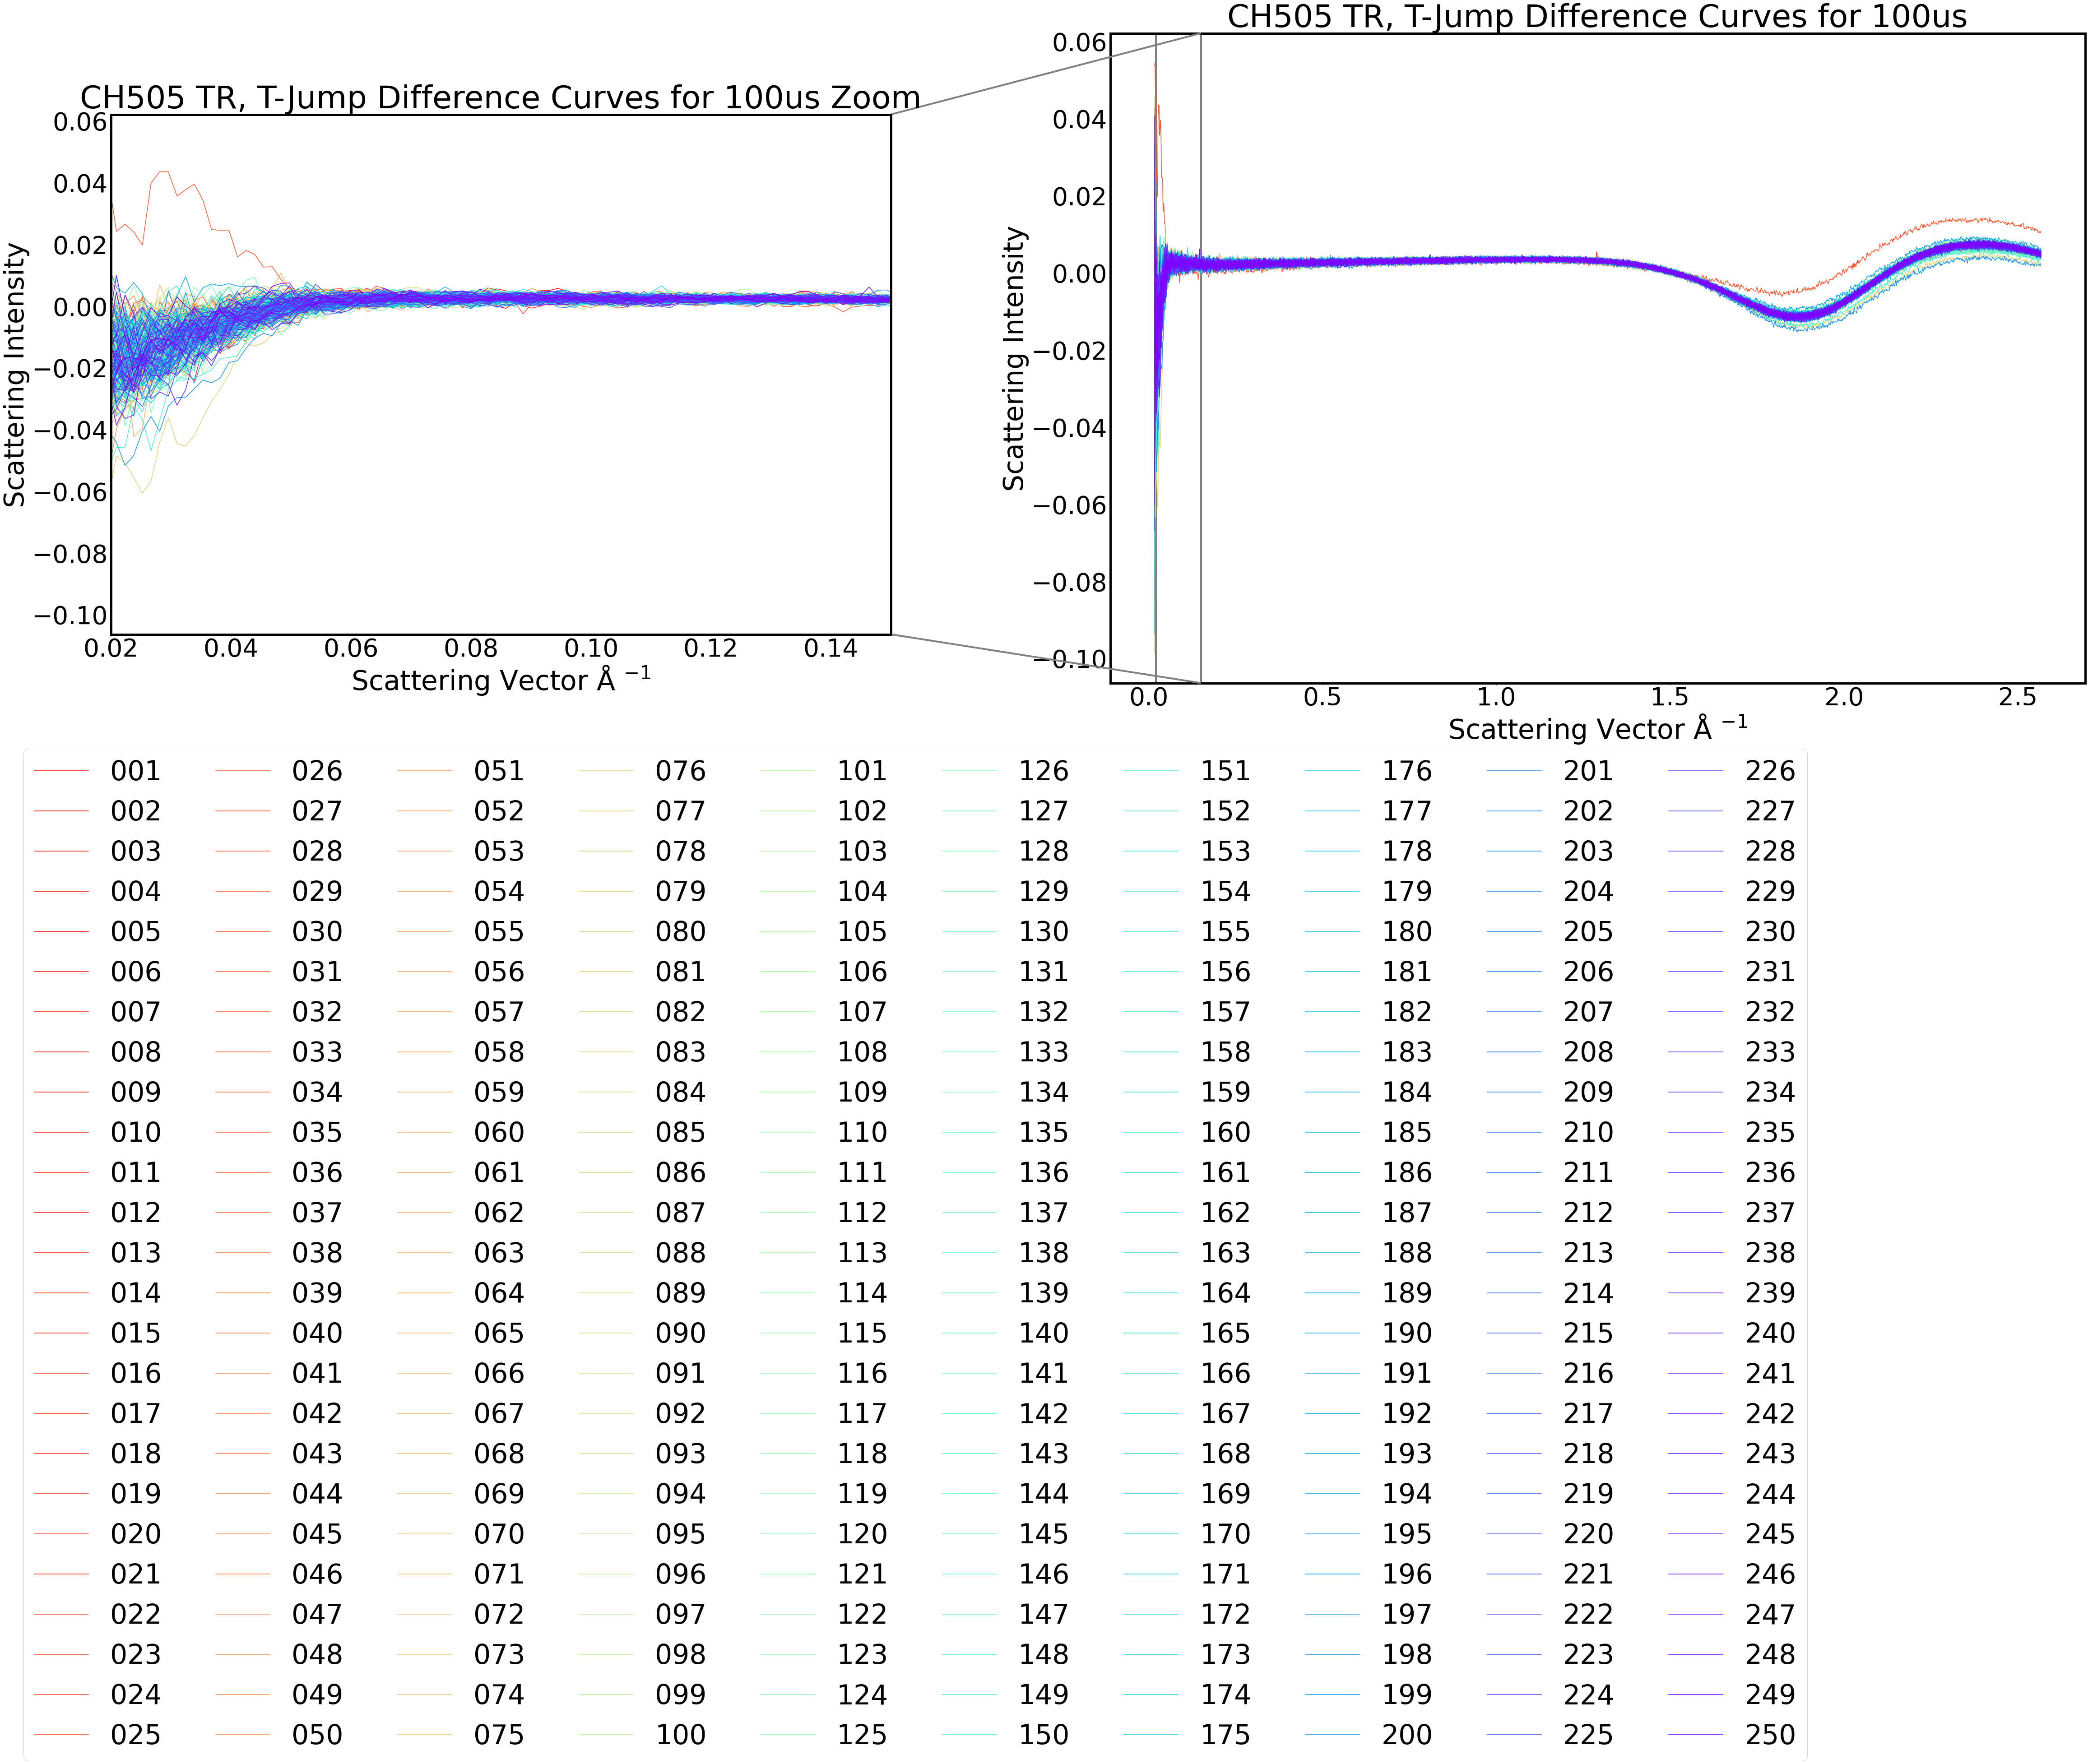 CH505 TR, T-Jump Difference Curves for 100us
CH505 TR, T-Jump Difference Curves for 100us Zoom
0.06
0.04
0.02
0.00
−0.02
−0.04
−0.06
−0.08
−0.10
Scattering Intensity
0.02 0.04 0.06 0.08 0.10 0.12 0.14
Scattering Vector Å −1
0.06
0.04
0.02
0.00
−0.02
−0.04
−0.06
−0.08
−0.10
Scattering Intensity
0.0 0.5 1.0 1.5 2.0 2.5
Scattering Vector Å −1
001 026 051 076 101 126 151 176 201 226
002 027 052 077 102 127 152 177 202 227
003 028 053 078 103 128 153 178 203 228
004 029 054 079 104 129 154 179 204 229
005 030 055 080 105 130 155 180 205 230
006 031 056 081 106 131 156 181 206 231
007 032 057 082 107 132 157 182 207 232
008 033 058 083 108 133 158 183 208 233
009 034 059 084 109 134 159 184 209 234
010 035 060 085 110 135 160 185 210 235
011 036 061 086 111 136 161 186 211 236
012 037 062 087 112 137 162 187 212 237
013 038 063 088 113 138 163 188 213 238
014 039 064 089 114 139 164 189 214 239
015 040 065 090 115 140 165 190 215 240
016 041 066 091 116 141 166 191 216 241
017 042 067 092 117 142 167 192 217 242
018 043 068 093 118 143 168 193 218 243
019 044 069 094 119 144 169 194 219 244
020 045 070 095 120 145 170 195 220 245
021 046 071 096 121 146 171 196 221 246
022 047 072 097 122 147 172 197 222 247
023 048 073 098 123 148 173 198 223 248
024 049 074 099 124 149 174 199 224 249
025 050 075 100 125 150 175 200 225 250